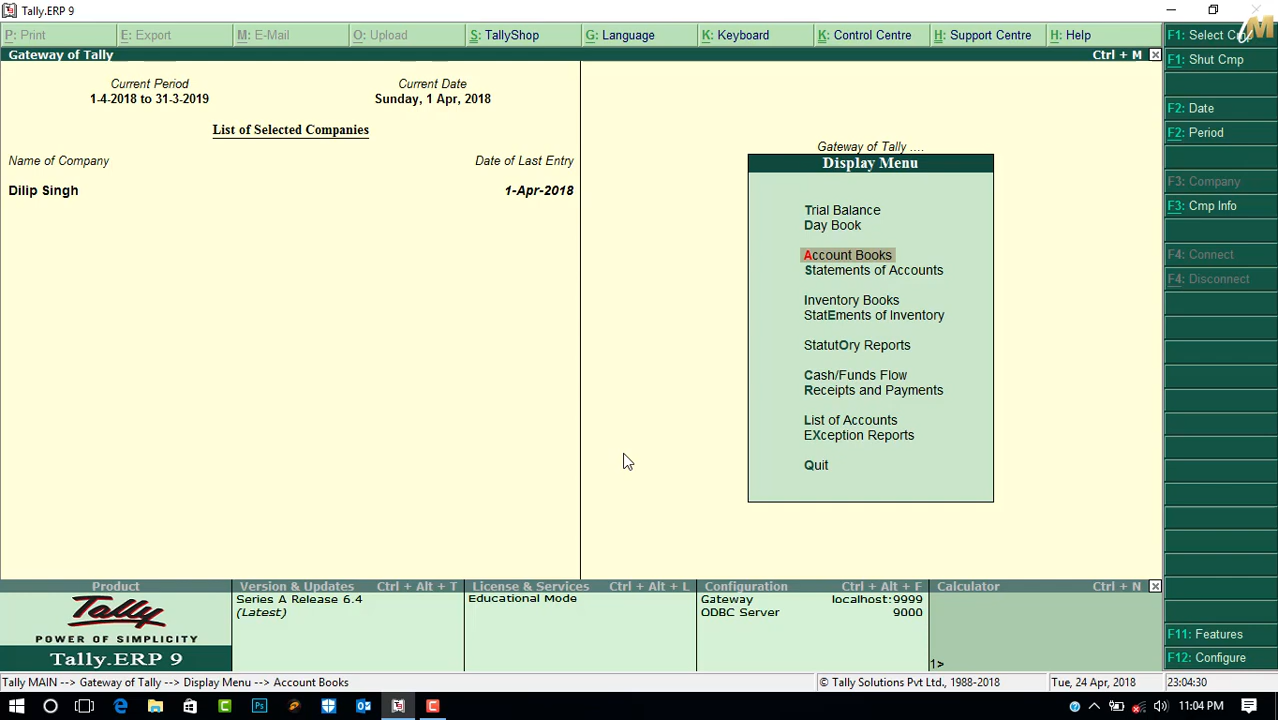 Tally.ERP 9
P: Print
E: Export
M: E-Mail
O: Upload
S: TallyShop
G: Language
K: Keyboard
K: Control Centre
H: Support Centre
H: Help
F1: Select Cmp
Gateway of Tally
Ctrl + M
F1: Shut Cmp
Current Period
Current Date
1-4-2018 to 31-3-2019
Sunday, 1 Apr, 2018
F2: Date
List of Selected Companies
F2: Period
Gateway of Tally ....
Name of Company
Date of Last Entry
Display Menu
F3: Company
Dilip Singh
1-Apr-2018
F3: Cmp Info
Trial Balance
Day Book
Account Books
F4: Connect
Statements of Accounts
F4: Disconnect
Inventory Books
StatEments of Inventory
StatutOry Reports
Cash/Funds Flow
Receipts and Payments
List of Accounts
EXception Reports
Quit
Product
Version & Updates
Ctrl + Alt + T
License & Services
Ctrl + Alt + L
Configuration
Ctrl + Alt + F
Calculator
Ctrl + N
Tally
POWER OF SIMPLICITY
Tally.ERP 9
Series A Release 6.4
(Latest)
Educational Mode
Gateway
localhost:9999
ODBC Server
9000
1>
F11: Features
F12: Configure
Tally MAIN --> Gateway of Tally --> Display Menu --> Account Books
© Tally Solutions Pvt Ltd., 1988-2018
Tue, 24 Apr, 2018
23:04:30
11:04 PM